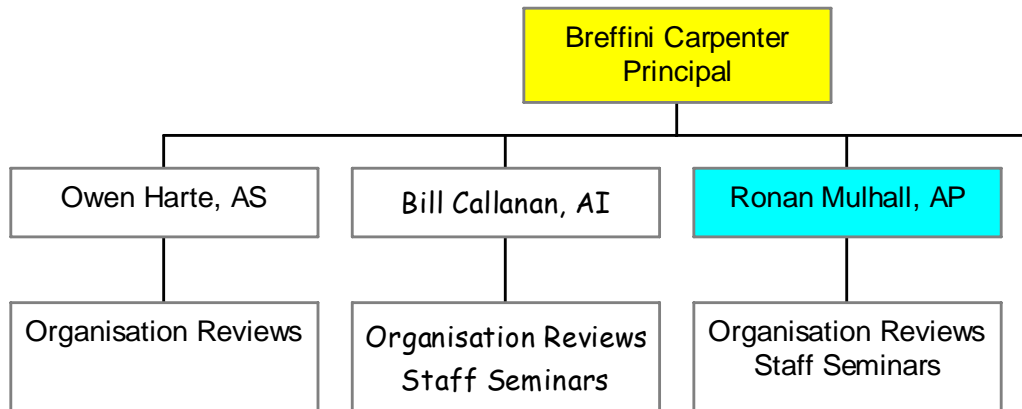 Breffini Carpenter
Principal
Owen Harte, AS
Bill Callanan, AI
Ronan Mulhall, AP
Organisation Reviews
Organisation Reviews
Staff Seminars
Organisation Reviews
Staff Seminars